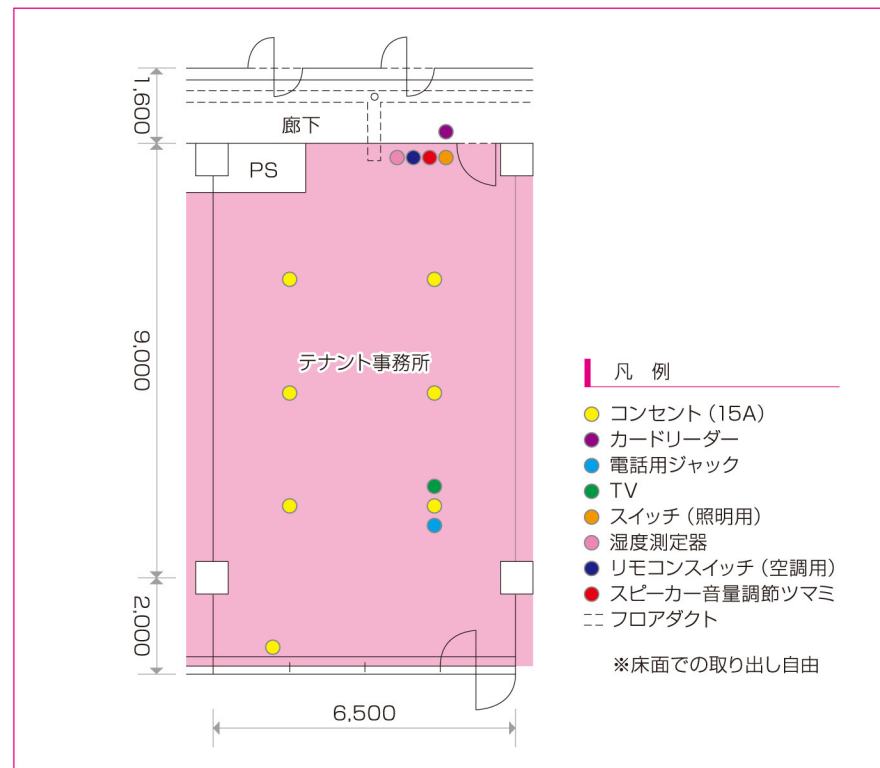 1,600
廊下
PS
9,000
テナント事務所
2,000
6,500
凡 例
コンセント（15A）
カードリーダー
電話用ジャック
TV
スイッチ（照明用）
湿度測定器
リモコンスイッチ（空調用）
スピーカー音量調節ツマミ
フロアダクト
※床面での取り出し自由